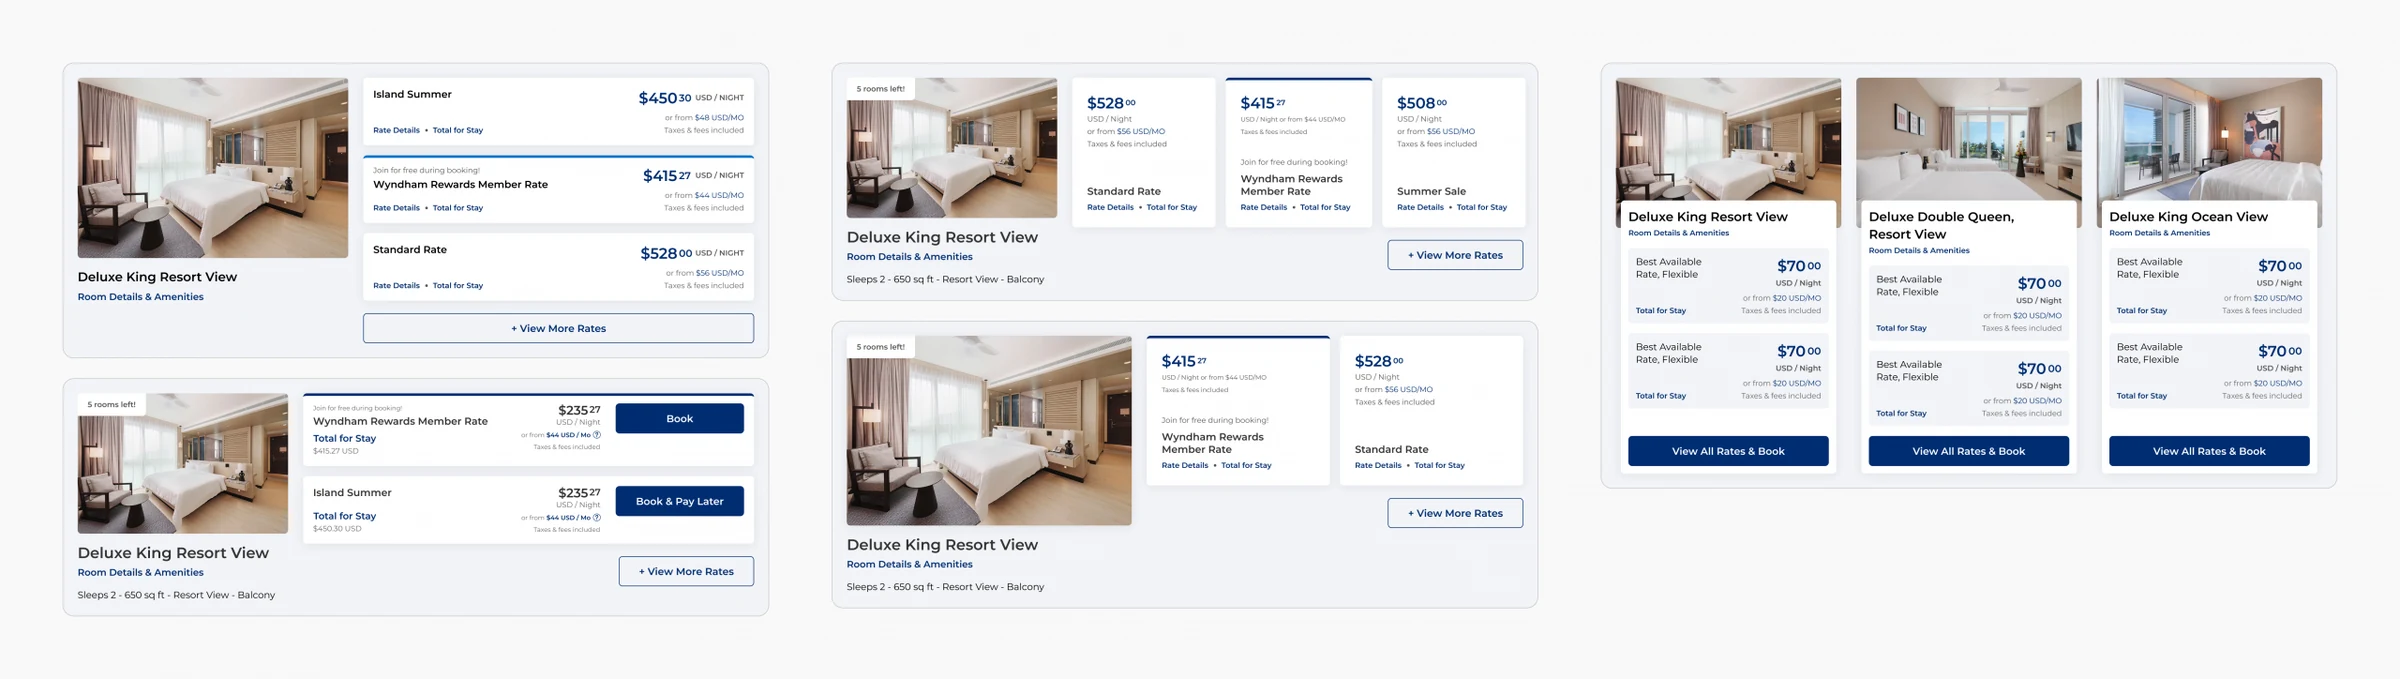 Island Summer
$450 30 USD / NIGHT
or from $48 USD/MO
Rate Details • Total for Stay
Taxes & fees included
Join for free during booking!
Wyndham Rewards Member Rate
$415 27 USD / NIGHT
or from $44 USD/MO
Rate Details • Total for Stay
Taxes & fees included
Standard Rate
$528 00 USD / NIGHT
or from $56 USD/MO
Rate Details • Total for Stay
Taxes & fees included
Deluxe King Resort View
Room Details & Amenities
+ View More Rates
5 rooms left!
Join for free during booking!
Wyndham Rewards Member Rate
Total for Stay
$415.27 USD
$235 27
USD / Night
or from $44 USD / Mo ?
Taxes & fees included
Book
Island Summer
Total for Stay
$450.30 USD
$235 27
USD / Night
or from $44 USD / Mo ?
Taxes & fees included
Book & Pay Later
Deluxe King Resort View
Room Details & Amenities
Sleeps 2 - 650 sq ft - Resort View - Balcony
+ View More Rates
5 rooms left!
$528 00
USD / Night
or from $56 USD/MO
Taxes & fees included
Standard Rate
Rate Details • Total for Stay
$415 27
USD / Night or from $44 USD/MO
Taxes & fees included
Join for free during booking!
Wyndham Rewards
Member Rate
Rate Details • Total for Stay
$508 00
USD / Night
or from $56 USD/MO
Taxes & fees included
Summer Sale
Rate Details • Total for Stay
Deluxe King Resort View
Room Details & Amenities
Sleeps 2 - 650 sq ft - Resort View - Balcony
+ View More Rates
5 rooms left!
$415 27
USD / Night or from $44 USD/MO
Taxes & fees included
Join for free during booking!
Wyndham Rewards
Member Rate
Rate Details • Total for Stay
$528 00
USD / Night
or from $56 USD/MO
Taxes & fees included
Standard Rate
Rate Details • Total for Stay
+ View More Rates
Deluxe King Resort View
Room Details & Amenities
Sleeps 2 - 650 sq ft - Resort View - Balcony
Deluxe King Resort View
Room Details & Amenities
Best Available
Rate, Flexible
$70 00
USD / Night
or from $20 USD/MO
Total for Stay
Taxes & fees included
Best Available
Rate, Flexible
$70 00
USD / Night
or from $20 USD/MO
Total for Stay
Taxes & fees included
View All Rates & Book
Deluxe Double Queen,
Resort View
Room Details & Amenities
Best Available
Rate, Flexible
$70 00
USD / Night
or from $20 USD/MO
Total for Stay
Taxes & fees included
Best Available
Rate, Flexible
$70 00
USD / Night
or from $20 USD/MO
Total for Stay
Taxes & fees included
View All Rates & Book
Deluxe King Ocean View
Room Details & Amenities
Best Available
Rate, Flexible
$70 00
USD / Night
or from $20 USD/MO
Total for Stay
Taxes & fees included
Best Available
Rate, Flexible
$70 00
USD / Night
or from $20 USD/MO
Total for Stay
Taxes & fees included
View All Rates & Book